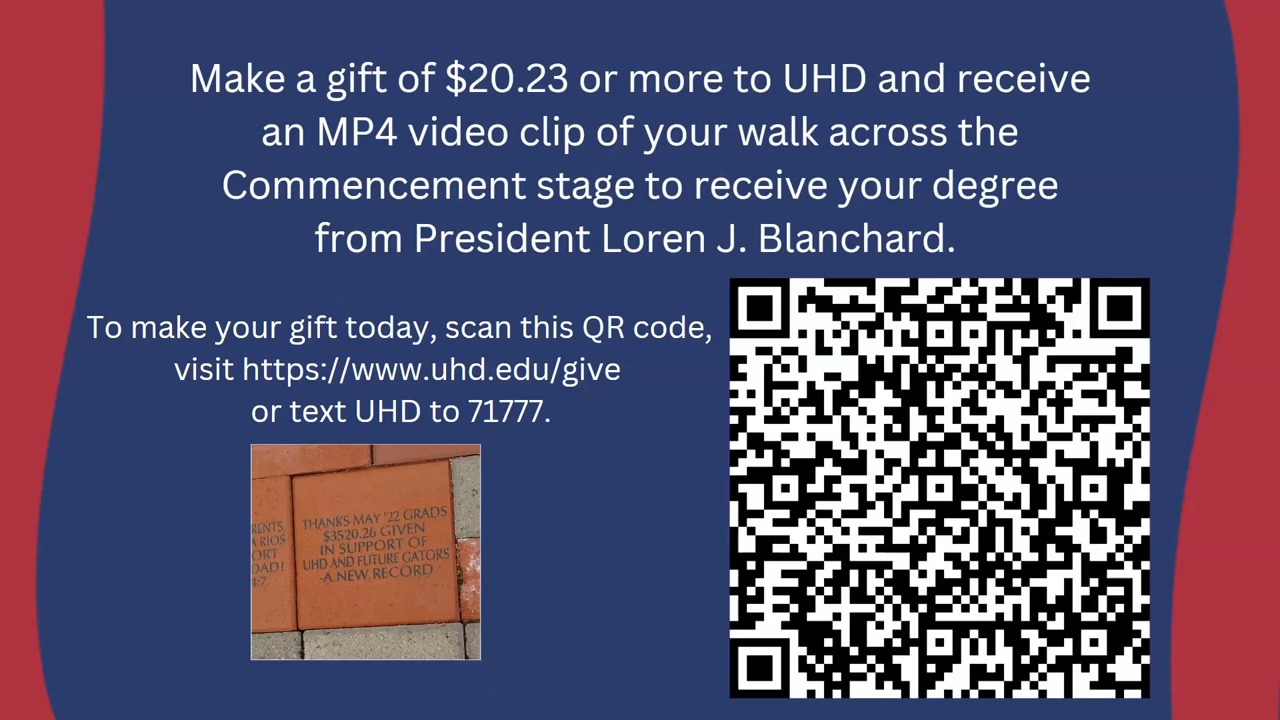 Make a gift of $20.23 or more to UHD and receive
an MP4 video clip of your walk across the
Commencement stage to receive your degree
from President Loren J. Blanchard.
To make your gift today, scan this QR code,
visit https://www.uhd.edu/give
or text UHD to 71777.
THANKS MAY '22 GRADS
$3520.26 GIVEN
IN SUPPORT OF
UHD AND FUTURE GATORS
-A NEW RECORD